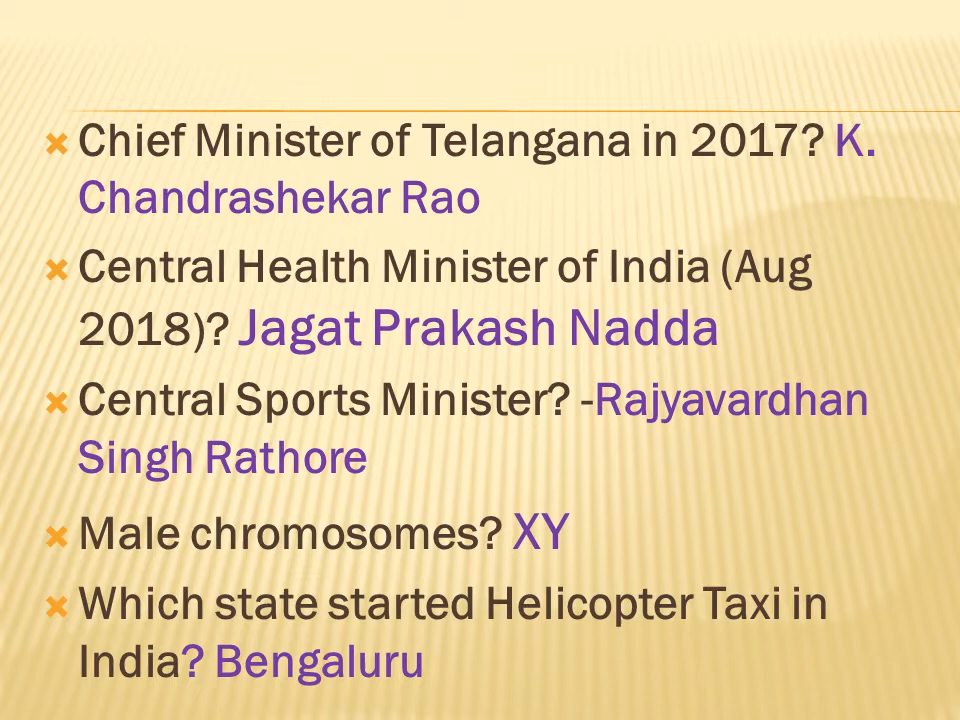 Chief Minister of Telangana in 2017? K.
Chandrashekar Rao
Central Health Minister of India (Aug
2018)? Jagat Prakash Nadda
Central Sports Minister? -Rajyavardhan
Singh Rathore
Male chromosomes? XY
Which state started Helicopter Taxi in
India? Bengaluru